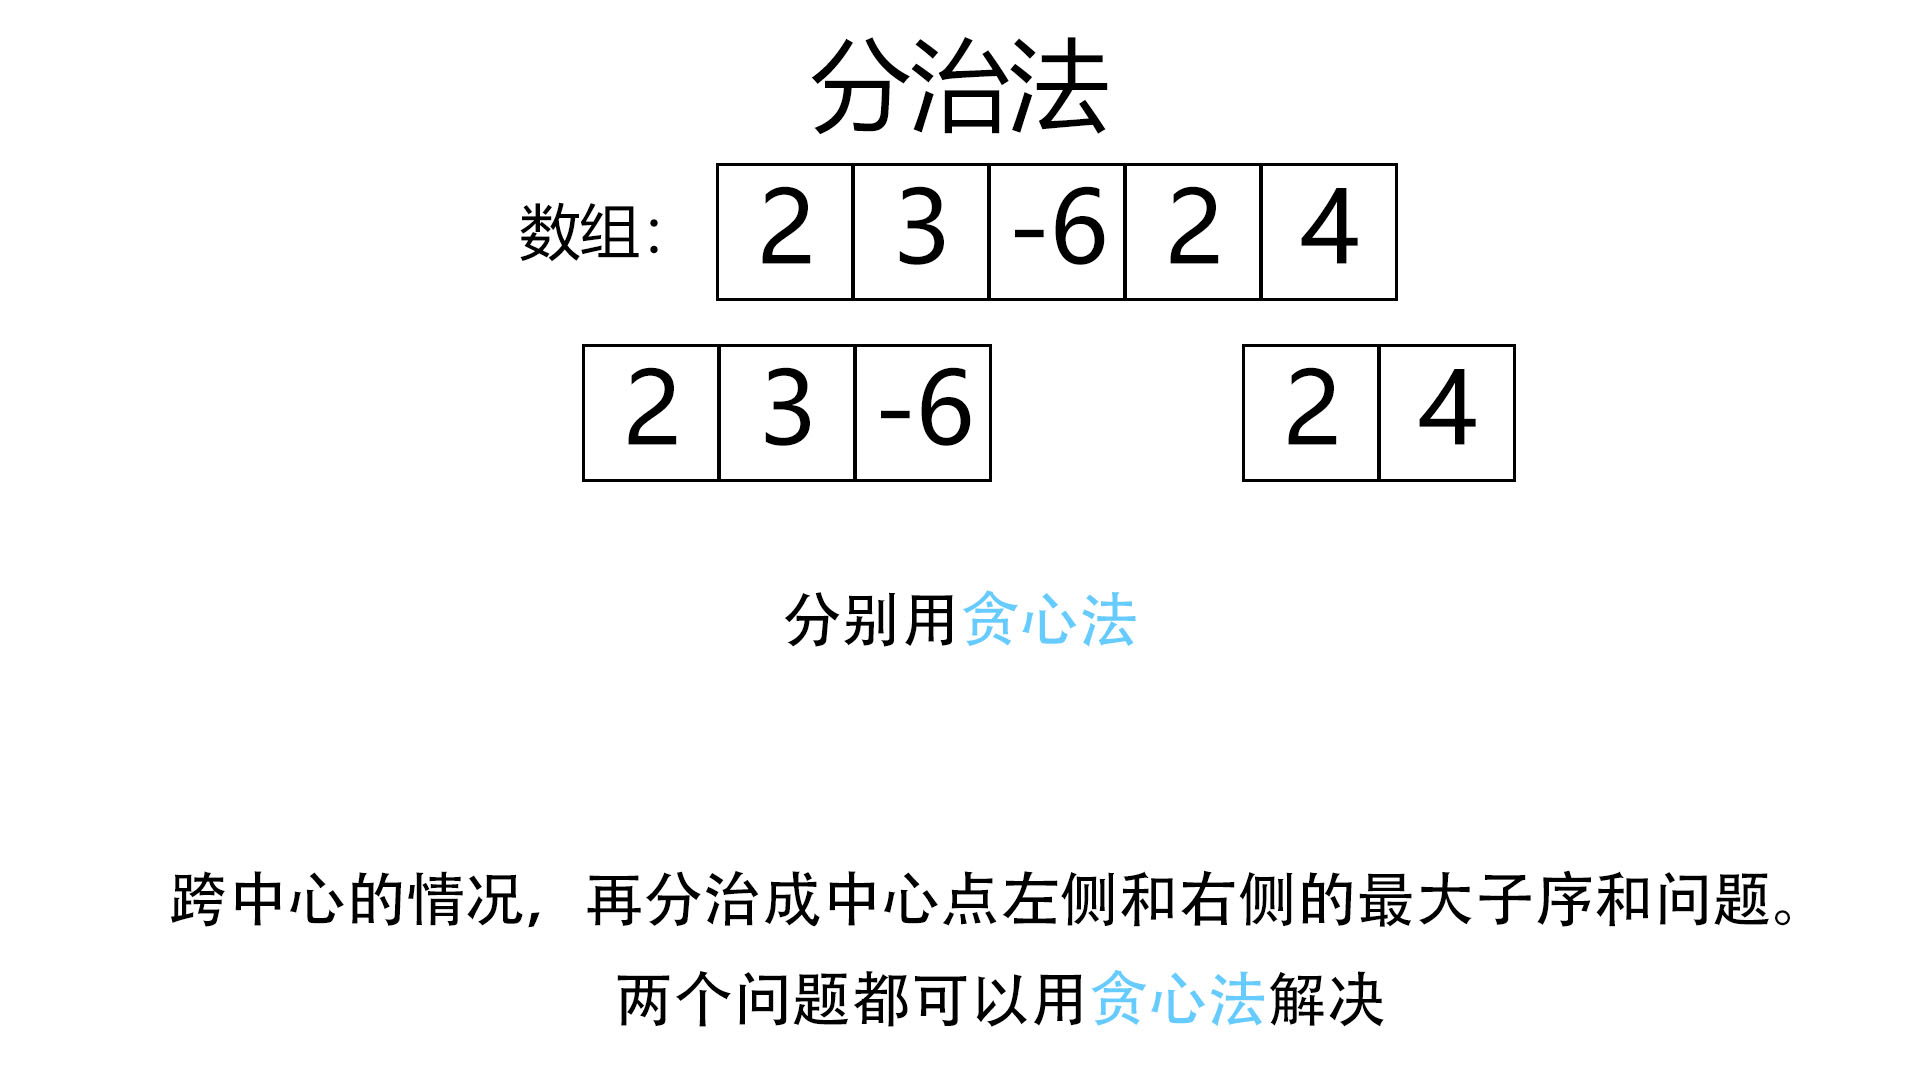 分治法
数组： 2 3 -6 2 4
2 3 -6 2 4
分别用贪心法
跨中心的情况，再分治成中心点左侧和右侧的最大子序和问题。
两个问题都可以用贪心法解决